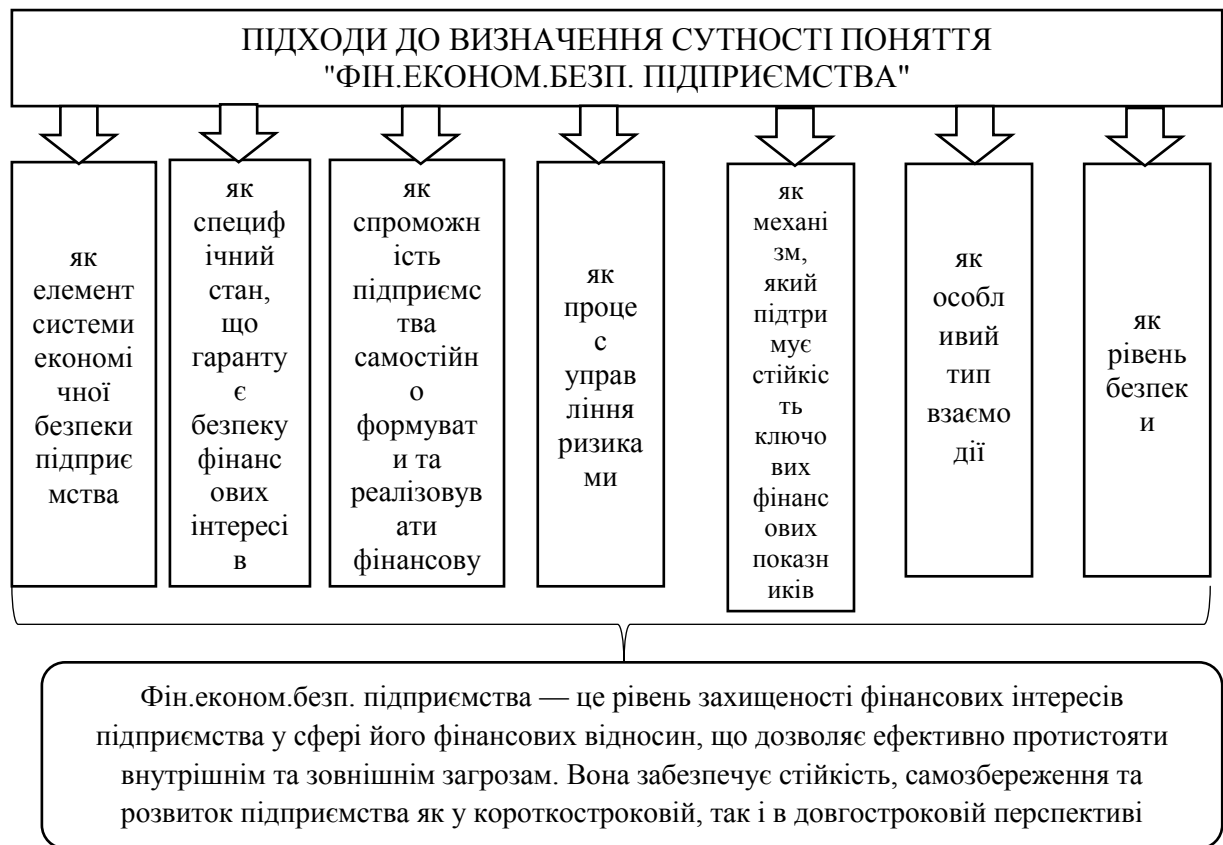 ПІДХОДИ ДО ВИЗНАЧЕННЯ СУТНОСТІ ПОНЯТТЯ
"ФІН.ЕКОНОМ.БЕЗП. ПІДПРИЄМСТВА"
як
елемент
системи
економі
чної
безпеки
підприє
мства
як
специф
ічний
стан,
що
гаранту
є
безпеку
фінанс
ових
інтересі
в
як
спроможн
ість
підприємс
тва
самостійн
о
формуват
и та
реалізовув
ати
фінансову
як
проце
с
управ
ління
ризика
ми
як
механі
зм,
який
підтри
мує
стійкіс
ть
ключо
вих
фінанс
ових
показн
иків
як
особл
ивий
тип
взаємо
дії
як
рівень
безпек
и
Фін.економ.безп. підприємства — це рівень захищеності фінансових інтересів
підприємства у сфері його фінансових відносин, що дозволяє ефективно протистояти
внутрішнім та зовнішнім загрозам. Вона забезпечує стійкість, самозбереження та
розвиток підприємства як у короткостроковій, так і в довгостроковій перспективі